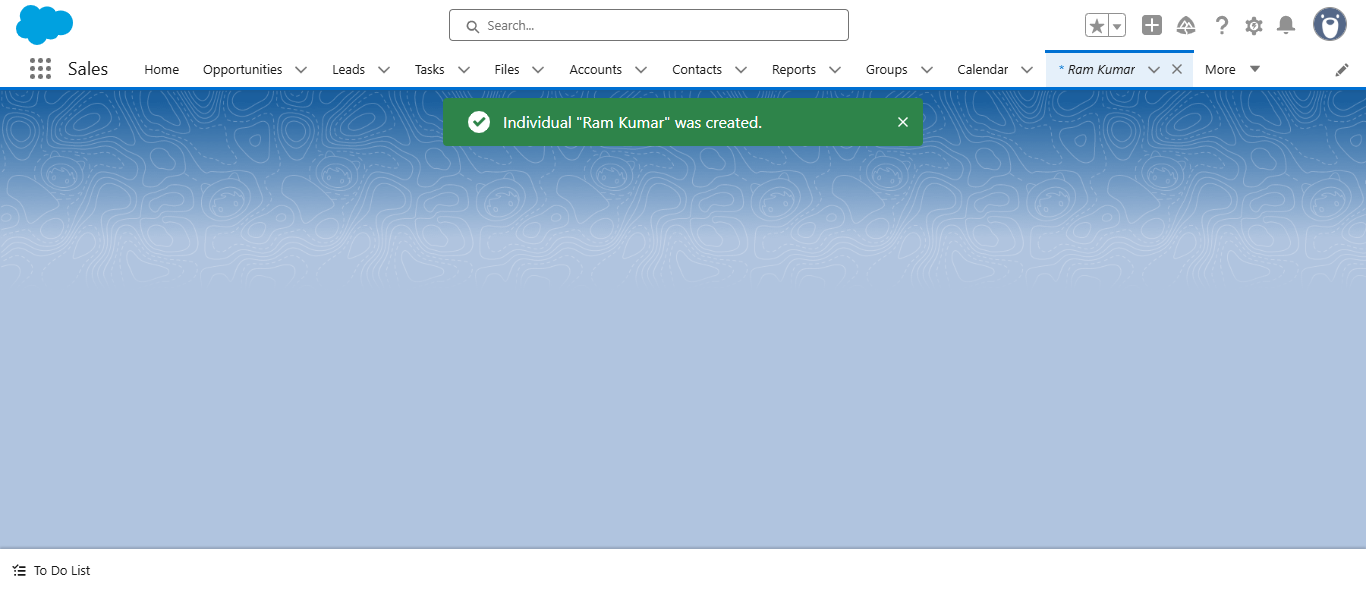 Search...
Sales
Home
Opportunities
Leads
Tasks
Files
Accounts
Contacts
Reports
Groups
Calendar
* Ram Kumar
More
Individual "Ram Kumar" was created.
To Do List